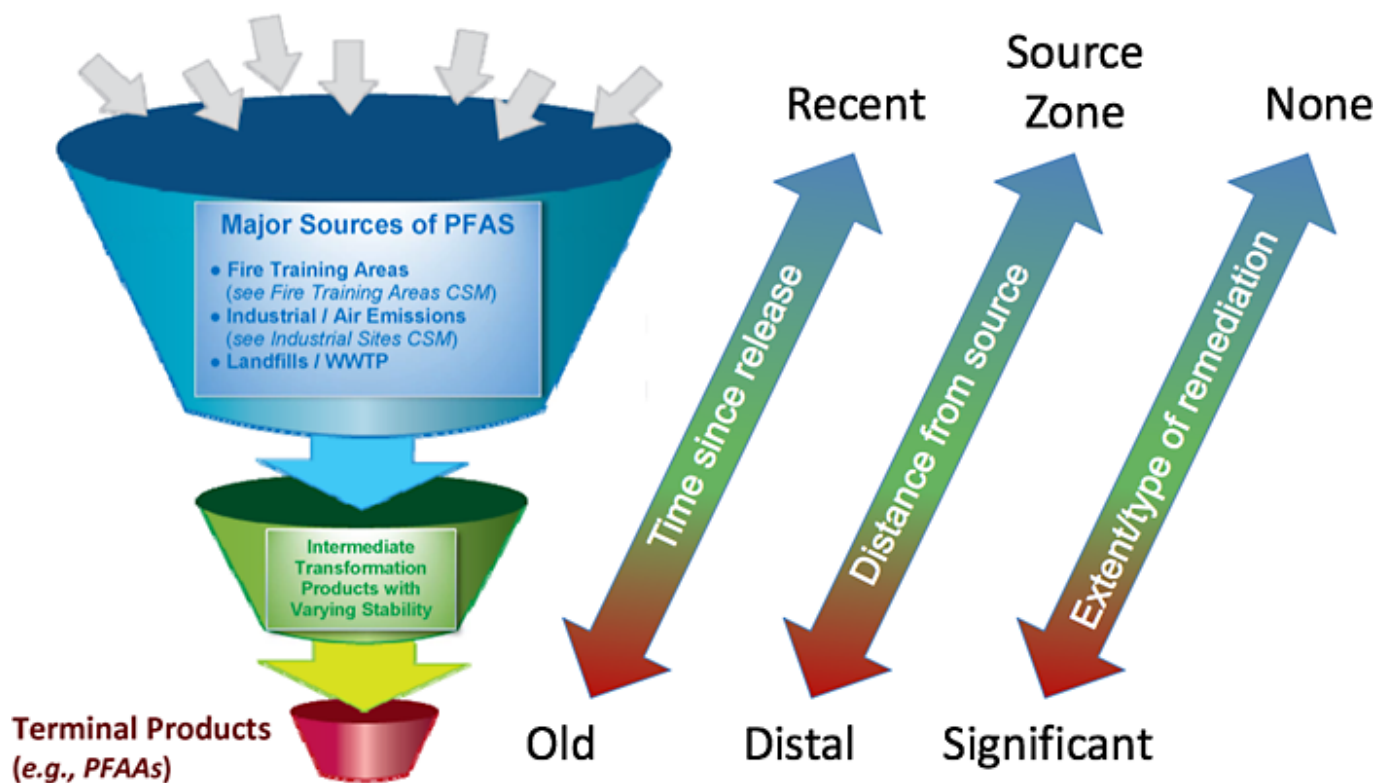 Major Sources of PFAS
● Fire Training Areas
(see Fire Training Areas CSM)
● Industrial / Air Emissions
(see Industrial Sites CSM)
● Landfills / WWTP
Intermediate
Transformation
Products with
Varying Stability
Terminal Products
(e.g., PFAAs)
Recent
Time since release
Old
Source
Zone
Distance from source
Distal
None
Extent/type of remediation
Significant